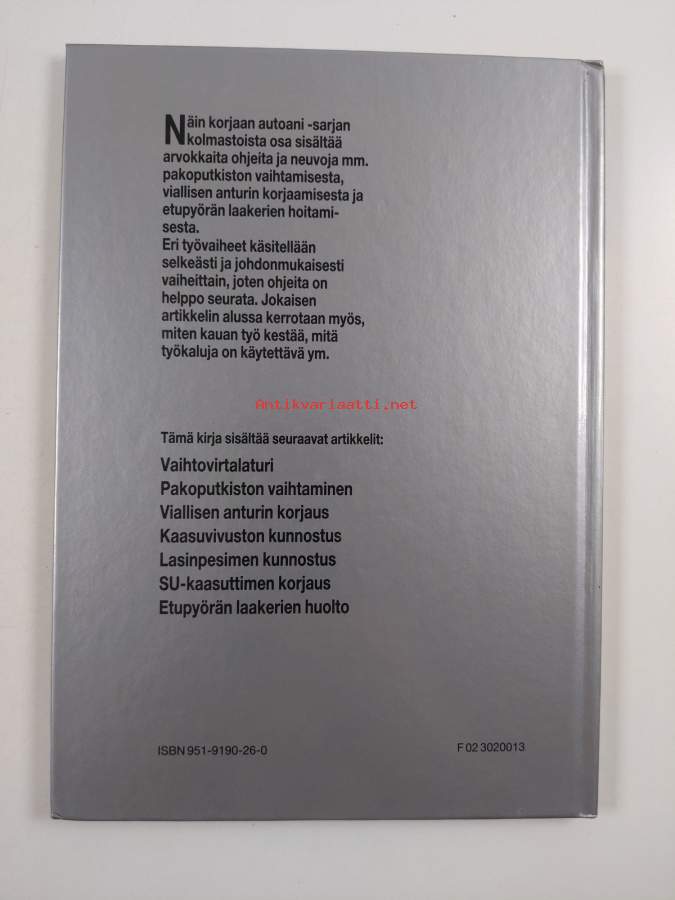 Näin korjaan autoani -sarjan
kolmastoista osa sisältää
arvokkaita ohjeita ja neuvoja mm.
pakoputkiston vaihtamisesta,
viallisen anturin korjaamisesta ja
etupyörän laakerien hoitami-
sesta.
Eri työvaiheet käsitellään
selkeästi ja johdonmukaisesti
vaiheittain, joten ohjeita on
helppo seurata. Jokaisen
artikkelin alussa kerrotaan myös,
miten kauan työ kestää, mitä
työkaluja on käytettävä ym.
Antikvariaatti.net
Tämä kirja sisältää seuraavat artikkelit:
Vaihtovirtalaturi
Pakoputkiston vaihtaminen
Viallisen anturin korjaus
Kaasuvivuston kunnostus
Lasinpesimen kunnostus
SU-kaasuttimen korjaus
Etupyörän laakerien huolto
ISBN 951-9190-26-0
F 02 3020013